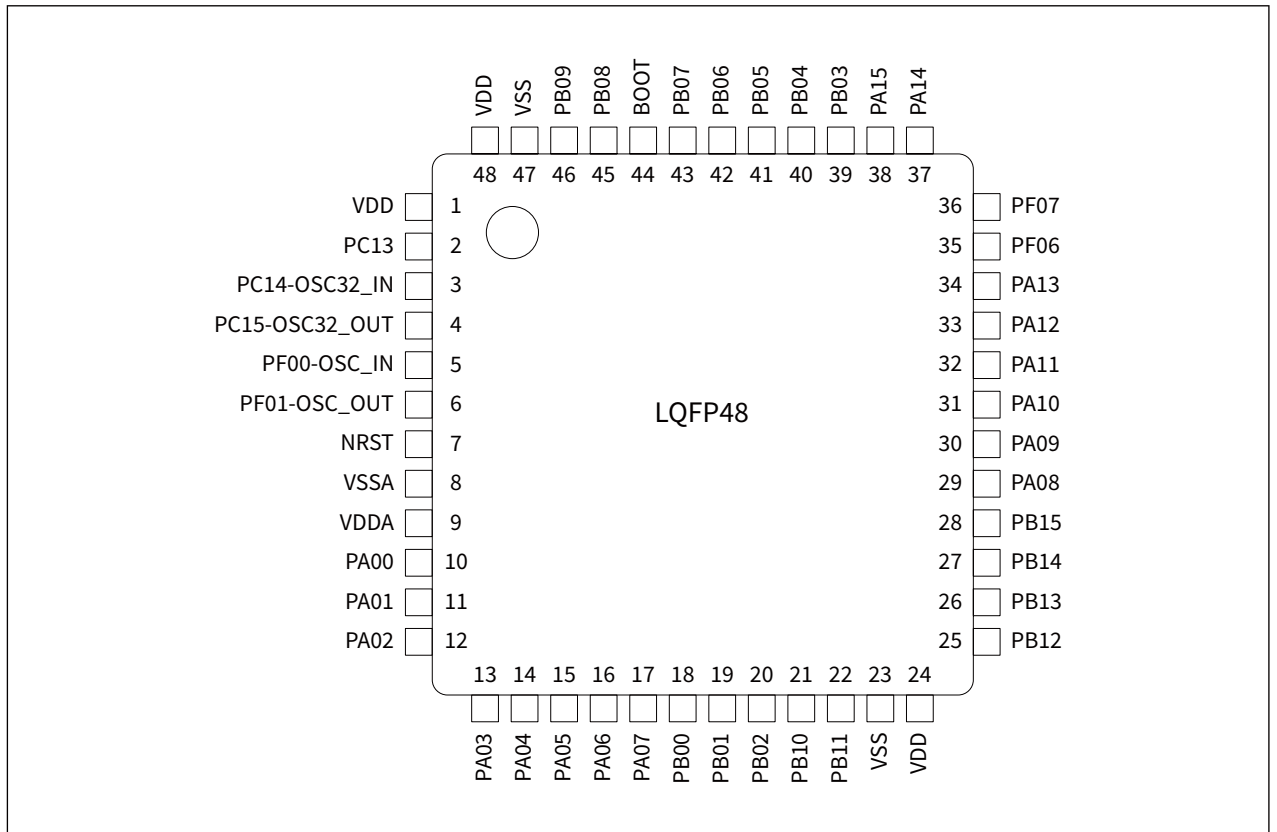 VDD VSS PB09 PB08 BOOT PB07 PB06 PB05 PB04 PB03 PA15 PA14
48 47 46 45 44 43 42 41 40 39 38 37
VDD 1 36 PF07
PC13 2 35 PF06
PC14-OSC32_IN 3 34 PA13
PC15-OSC32_OUT 4 33 PA12
PF00-OSC_IN 5 32 PA11
PF01-OSC_OUT 6 31 PA10
LQFP48
NRST 7 30 PA09
VSSA 8 29 PA08
VDDA 9 28 PB15
PA00 10 27 PB14
PA01 11 26 PB13
PA02 12 25 PB12
13 14 15 16 17 18 19 20 21 22 23 24
PA03 PA04 PA05 PA06 PA07 PB00 PB01 PB02 PB10 PB11 VSS VDD